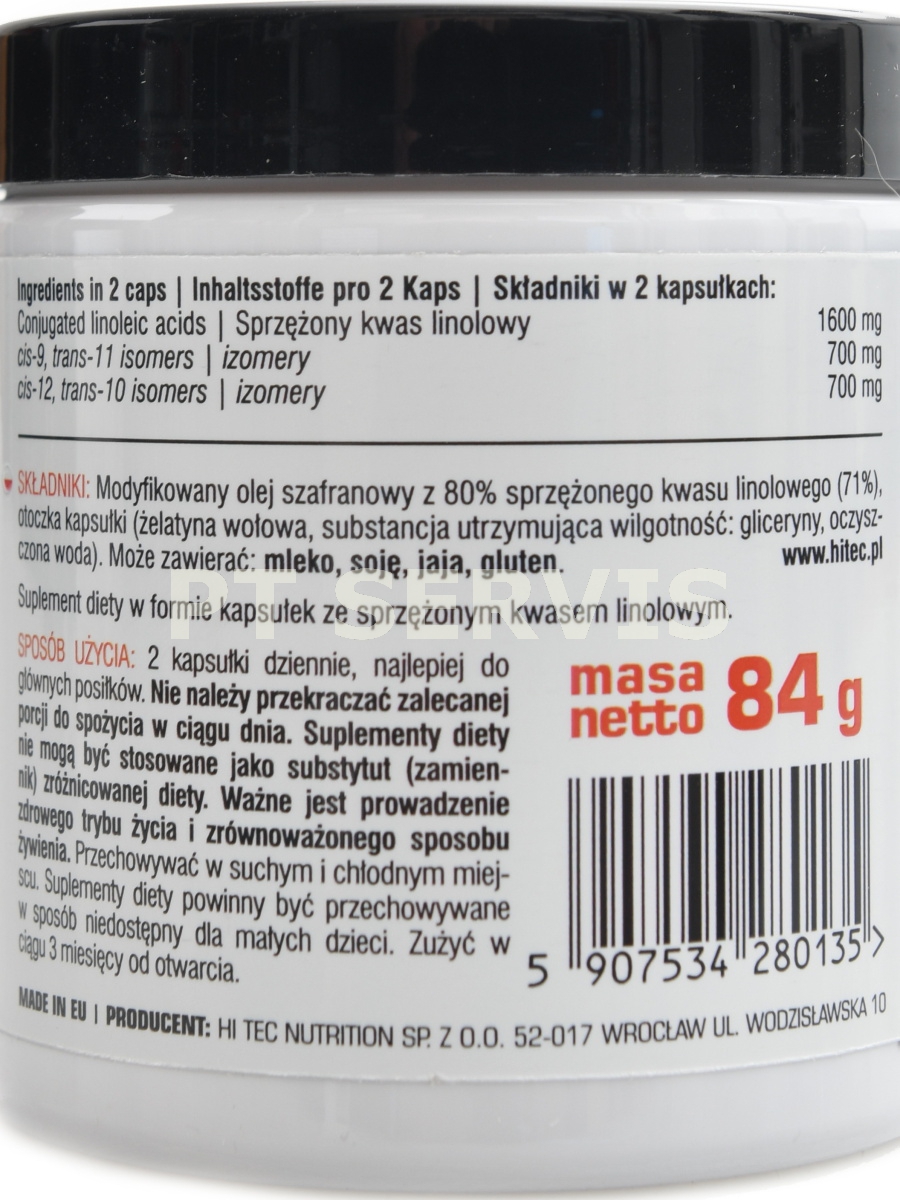 Ingredients in 2 caps | Inhaltsstoffe pro 2 Kaps | Składniki w 2 kapsułkach:
Conjugated linoleic acids | Sprzężony kwas linolowy 1600 mg
cis-9, trans-11 isomers | izomery 700 mg
cis-12, trans-10 isomers | izomery 700 mg
SKŁADNIKI: Modyfikowany olej szafranowy z 80% sprzężonego kwasu linolowego (71%),
otoczka kapsułki (żelatyna wołowa, substancja utrzymująca wilgotność: gliceryny, oczysz-
czona woda). Może zawierać: mleko, soję, jaja, gluten. www.hitec.pl
PT SERVIS
Suplement diety w formie kapsułek ze sprzężonym kwasem linolowym.
SPOSÓB UŻYCIA: 2 kapsułki dziennie, najlepiej do
głównych posiłków. Nie należy przekraczać zalecanej
porcji do spożycia w ciągu dnia. Suplementy diety
nie mogą być stosowane jako substytut (zamien-
nik) zróżnicowanej diety. Ważne jest prowadzenie
zdrowego trybu życia i zrównoważonego sposobu
żywienia. Przechowywać w suchym i chłodnym miej-
scu. Suplementy diety powinny być przechowywane
w sposób niedostępny dla małych dzieci. Zużyć w
ciągu 3 miesięcy od otwarcia.
masa
netto 84 g
5 907534 280135 >
MADE IN EU | PRODUCENT: HI TEC NUTRITION SP. Z O.O. 52-017 WROCŁAW UL. WODZISŁAWSKA 10